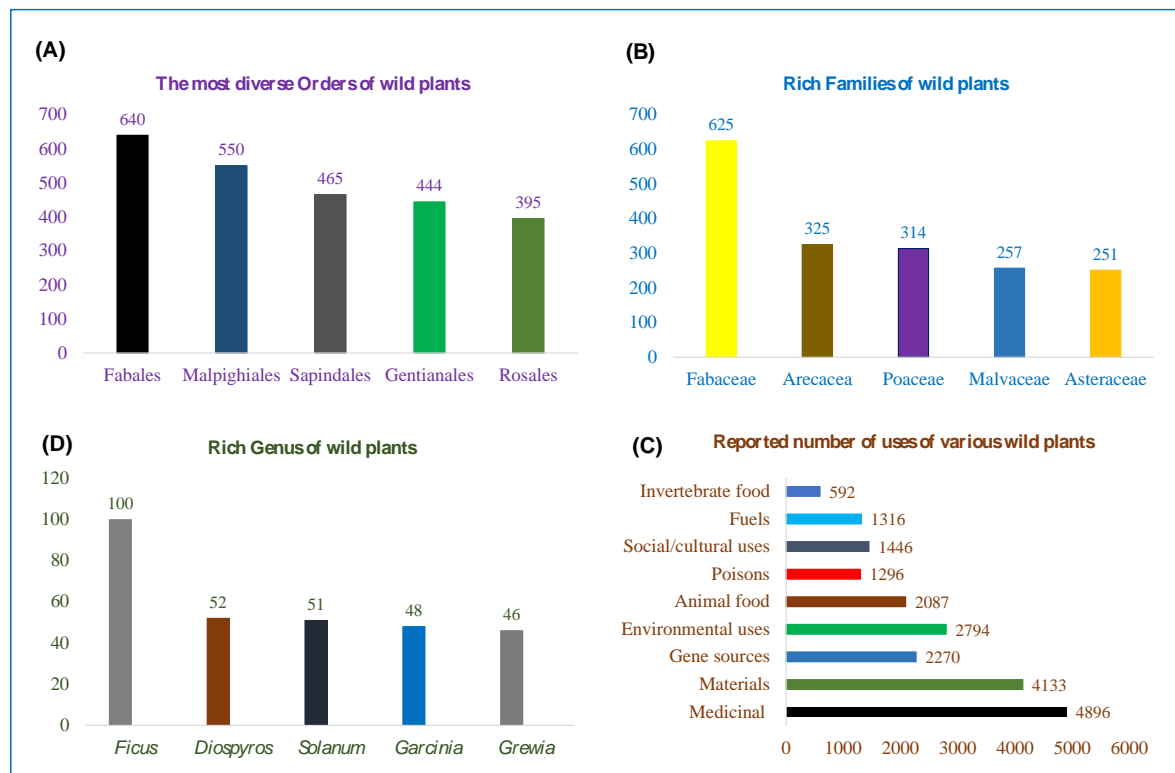 (A)
The most diverse Orders of wild plants
700
600
500
400
300
200
100
0
640
550
465
444
395
Fabales
Malpighiales
Sapindales
Gentianales
Rosales
(B)
Rich Families of wild plants
700
600
500
400
300
200
100
0
625
325
314
257
251
Fabaceae
Arecacea
Poaceae
Malvaceae
Asteraceae
(D)
Rich Genus of wild plants
120
100
80
60
40
20
0
100
52
51
48
46
Ficus
Diospyros
Solanum
Garcinia
Grewia
(C)
Reported number of uses of various wild plants
Invertebrate food 592
Fuels 1316
Social/cultural uses 1446
Poisons 1296
Animal food 2087
Environmental uses 2794
Gene sources 2270
Materials 4133
Medicinal 4896
0 1000 2000 3000 4000 5000 6000